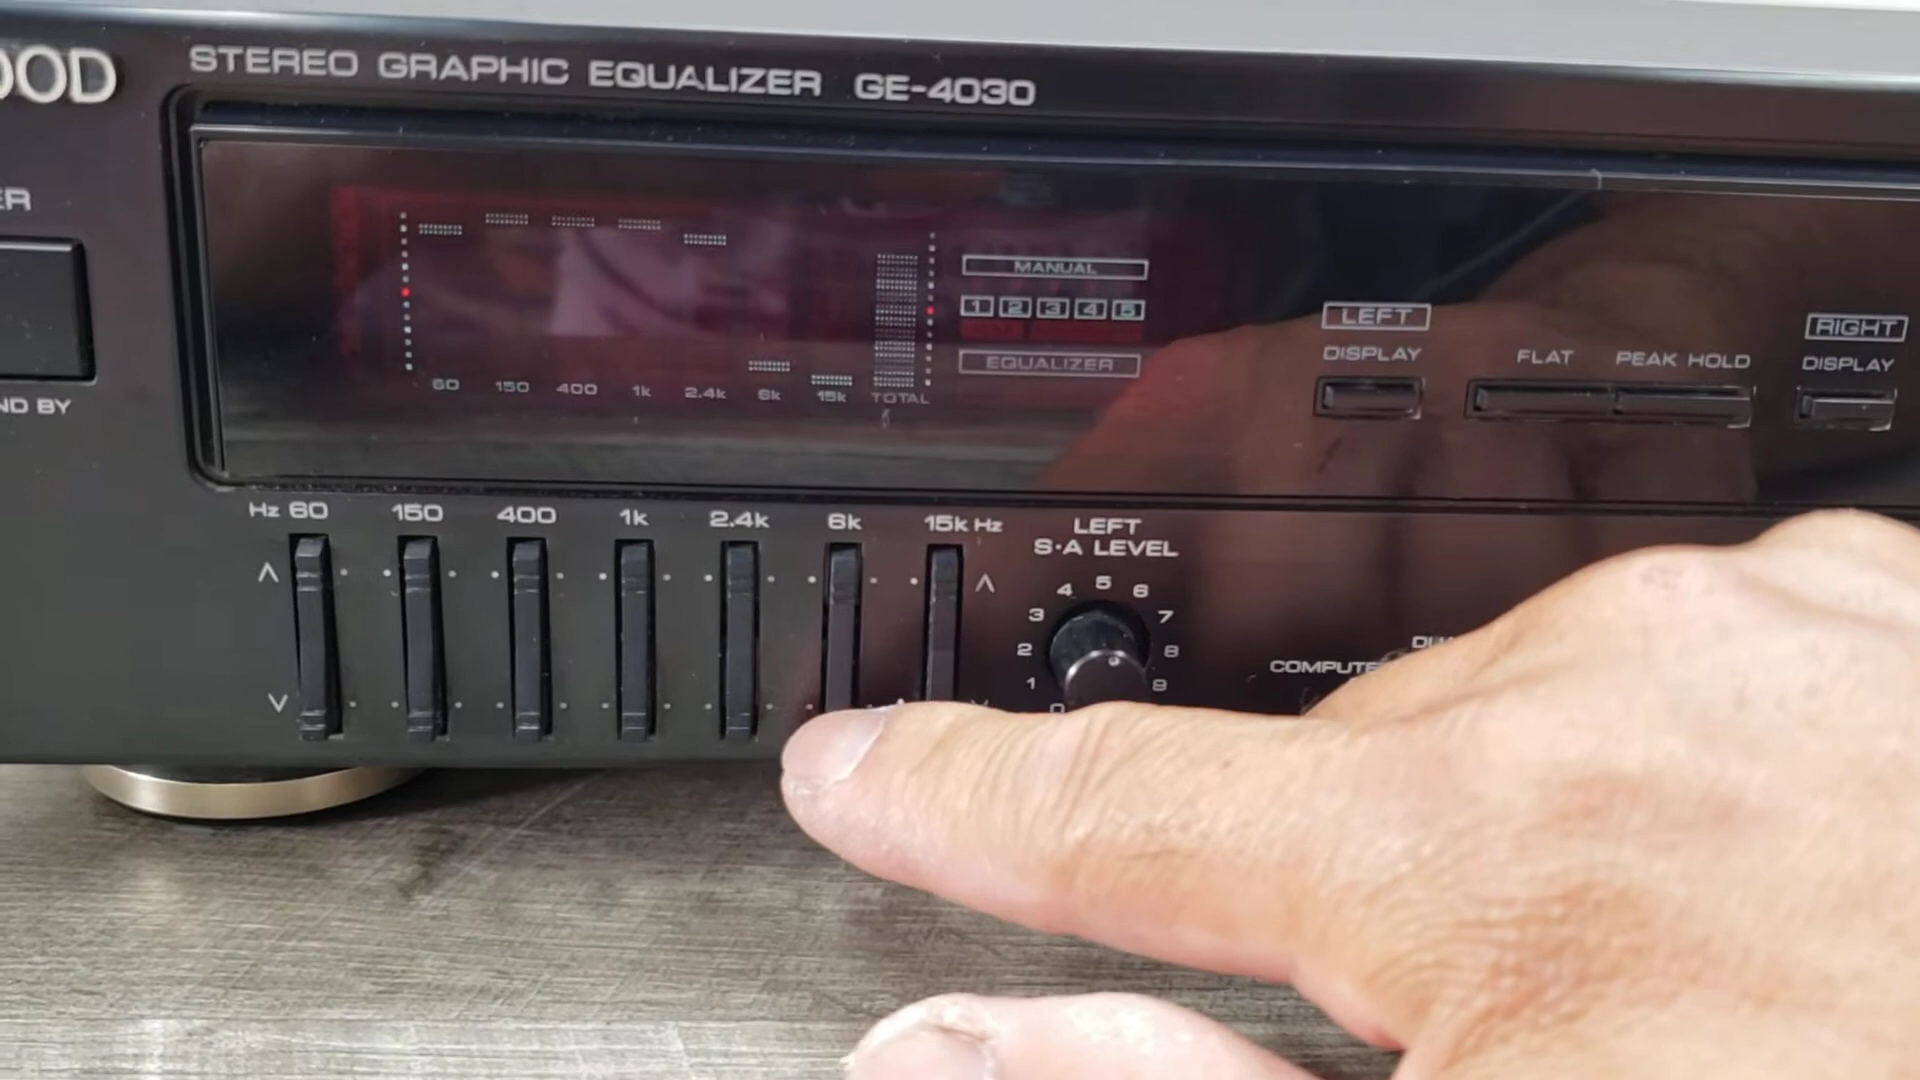 OOD STEREO GRAPHIC EQUALIZER GE-4030
ER
ND BY
MANUAL
1 2 3 4 5
EQUALIZER
60 150 400 1k 2.4k 6k 15k TOTAL
LEFT
DISPLAY
FLAT PEAK HOLD
RIGHT
DISPLAY
Hz 60 150 400 1k 2.4k 6k 15k Hz
LEFT
S·A LEVEL
0 1 2 3 4 5 6 7 8 9
COMPUTE